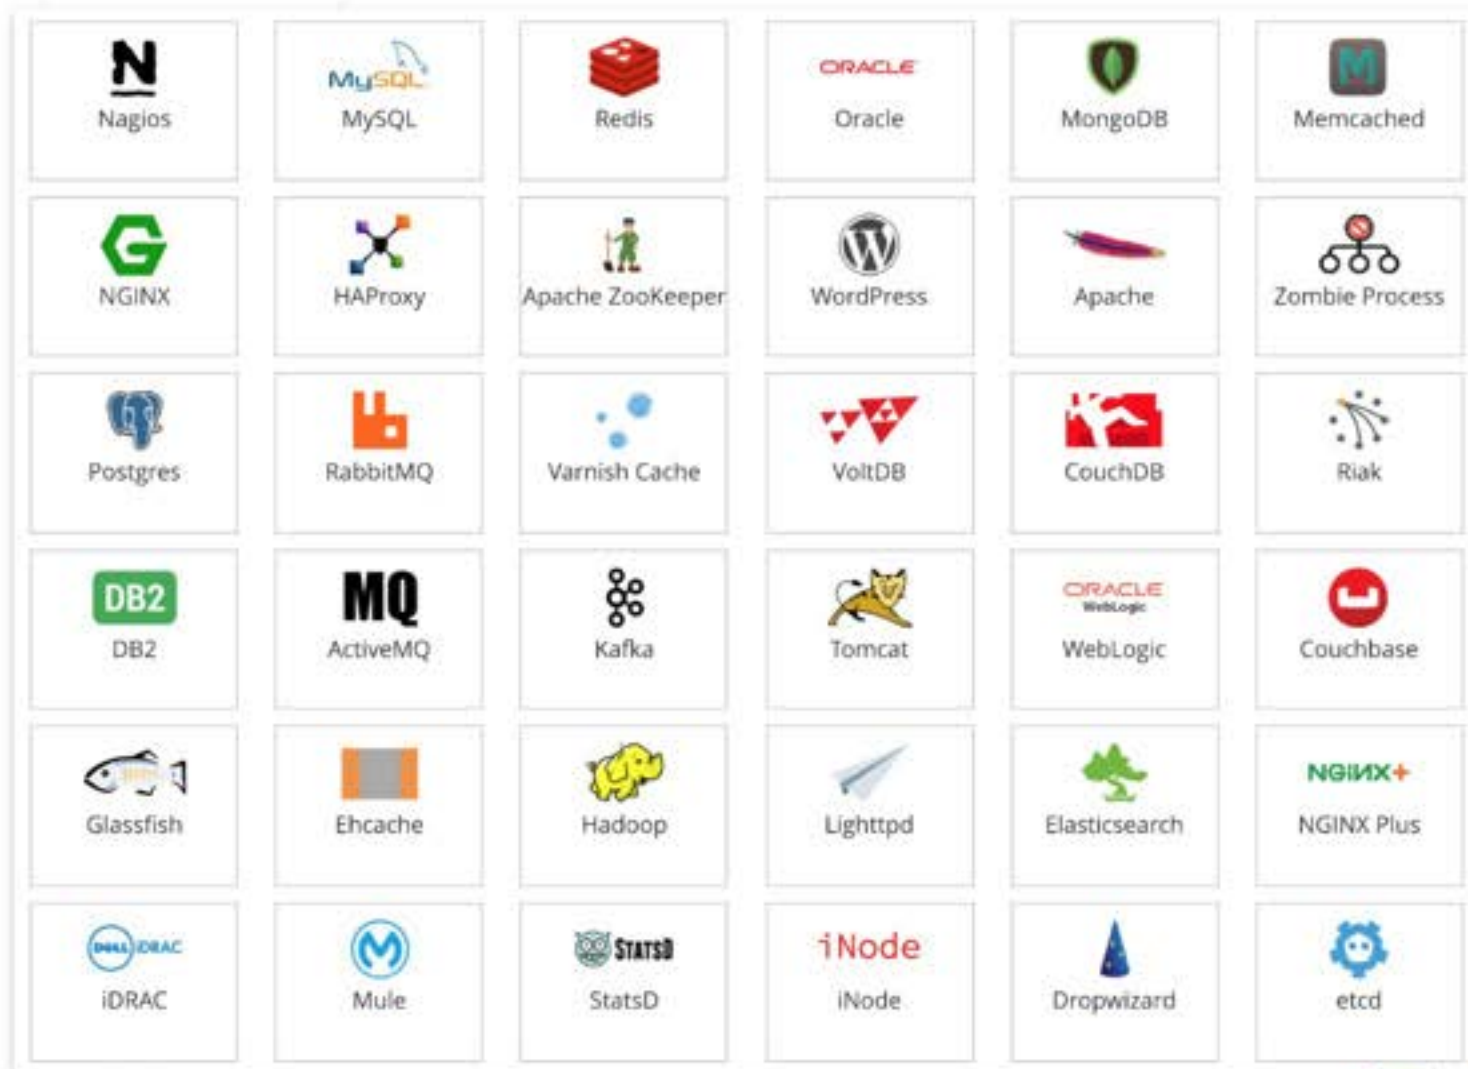 N
MySQL
ORACLE
M
Nagios
MySQL
Redis
Oracle
MongoDB
Memcached
G
W
NGINX
HAProxy
Apache ZooKeeper
WordPress
Apache
Zombie Process
Postgres
RabbitMQ
Varnish Cache
VoltDB
CouchDB
Riak
DB2
MQ
ORACLE
WebLogic
DB2
ActiveMQ
Kafka
Tomcat
WebLogic
Couchbase
NGINX+
Glassfish
Ehcache
Hadoop
Lighttpd
Elasticsearch
NGINX Plus
DELL iDRAC
M
STATSD
iNode
iDRAC
Mule
StatsD
iNode
Dropwizard
etcd